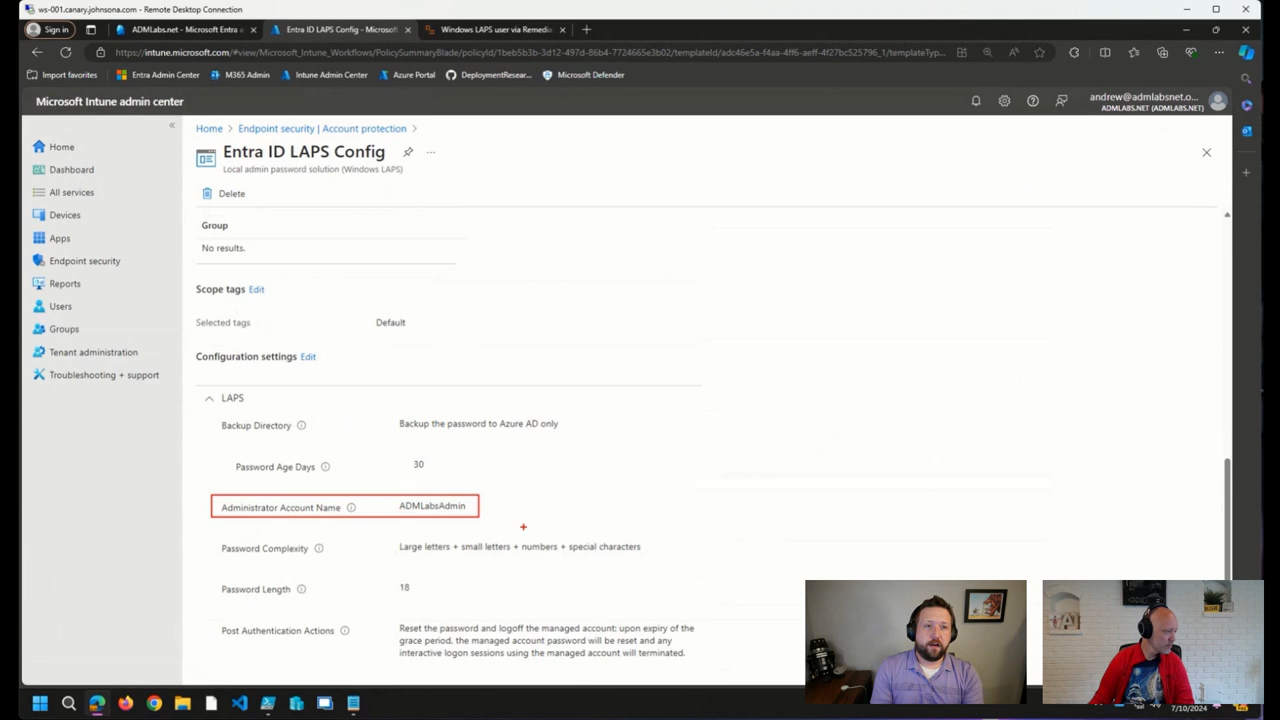 ws-001.canary.johnsona.com - Remote Desktop Connection
Sign in
ADMLabs.net - Microsoft Entra
Entra ID LAPS Config - Microsoft
Windows LAPS user via Remedia
https://intune.microsoft.com/#view/Microsoft_Intune_Workflows/PolicySummaryBlade/policyId/1beb5b3b-3d12-497d-86b4-7724665e3b02/templateId/adc46e5a-f4aa-4ff6-aeff-4f27bc525796_1/templateTyp...
Import favorites
Entra Admin Center
M365 Admin
Intune Admin Center
Azure Portal
DeploymentResear...
Microsoft Defender
Microsoft Intune admin center
andrew@admlabsnet.o...
ADMLABS.NET (ADMLABS.NET)
Home
Dashboard
All services
Devices
Apps
Endpoint security
Reports
Users
Groups
Tenant administration
Troubleshooting + support
Home > Endpoint security | Account protection >
Entra ID LAPS Config
Local admin password solution (Windows LAPS)
Delete
Group
No results.
Scope tags Edit
Selected tags Default
Configuration settings Edit
LAPS
Backup Directory Backup the password to Azure AD only
Password Age Days 30
Administrator Account Name ADMLabsAdmin
Password Complexity Large letters + small letters + numbers + special characters
Password Length 18
Post Authentication Actions Reset the password and logoff the managed account: upon expiry of the
grace period, the managed account password will be reset and any
interactive logon sessions using the managed account will terminated.
7/10/2024